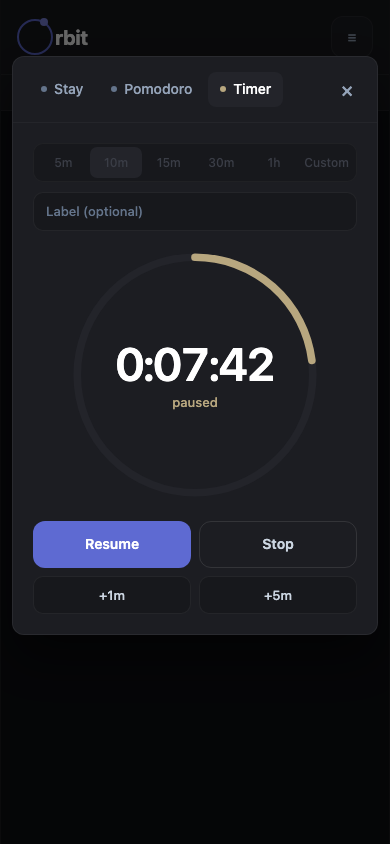 rbit
Stay Pomodoro Timer ×
5m 10m 15m 30m 1h Custom
Label (optional)
0:07:42
paused
Resume Stop
+1m +5m